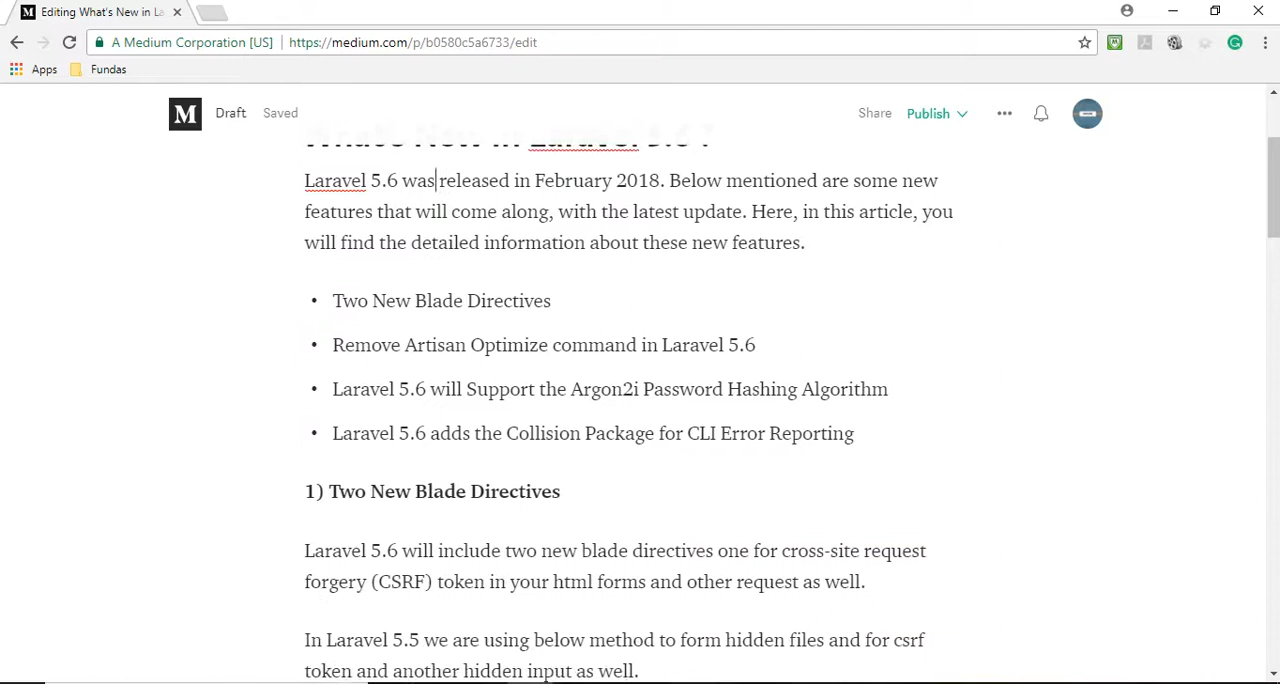 M Editing What's New in La
A Medium Corporation [US] https://medium.com/p/b0580c5a6733/edit
Apps Fundas
M Draft Saved Share Publish
What's New in Laravel 5.6?
Laravel 5.6 was released in February 2018. Below mentioned are some new
features that will come along, with the latest update. Here, in this article, you
will find the detailed information about these new features.
• Two New Blade Directives
• Remove Artisan Optimize command in Laravel 5.6
• Laravel 5.6 will Support the Argon2i Password Hashing Algorithm
• Laravel 5.6 adds the Collision Package for CLI Error Reporting
1) Two New Blade Directives
Laravel 5.6 will include two new blade directives one for cross-site request
forgery (CSRF) token in your html forms and other request as well.
In Laravel 5.5 we are using below method to form hidden files and for csrf
token and another hidden input as well.